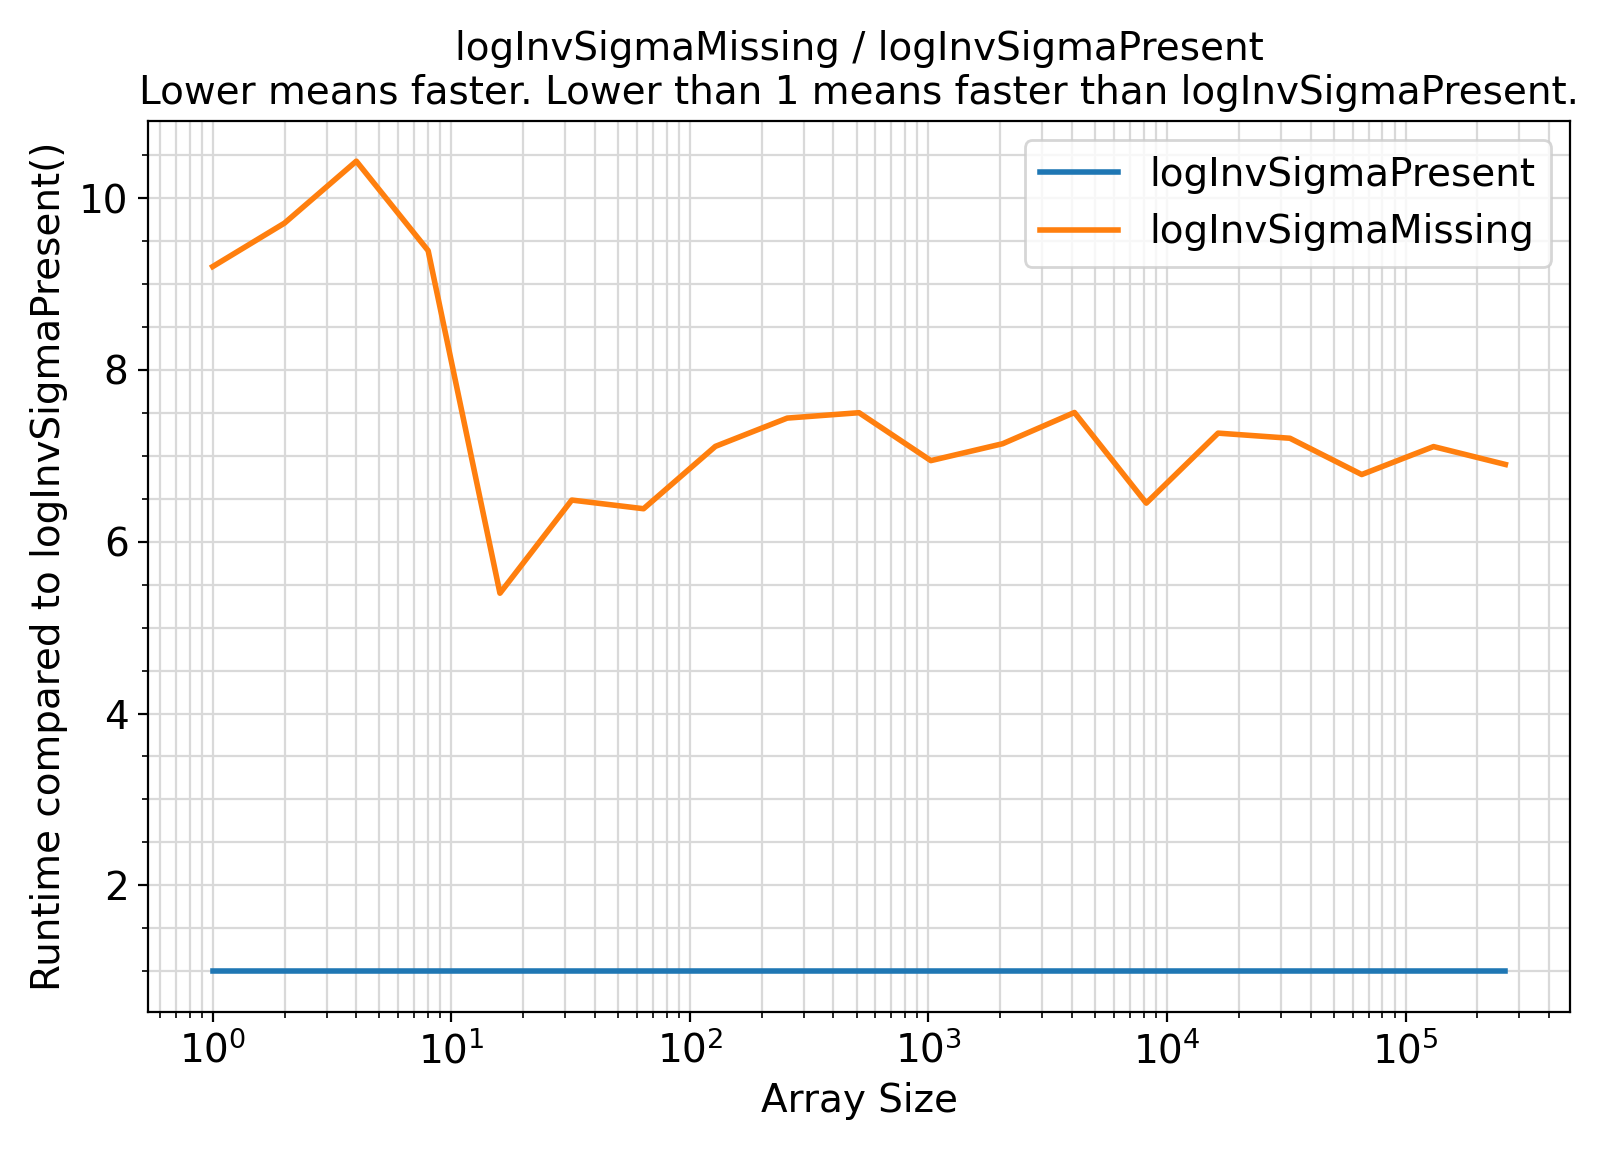 logInvSigmaMissing / logInvSigmaPresent
Lower means faster. Lower than 1 means faster than logInvSigmaPresent.
logInvSigmaPresent
logInvSigmaMissing
Runtime compared to logInvSigmaPresent()
10
8
6
4
2
10⁰ 10¹ 10² 10³ 10⁴ 10⁵
Array Size